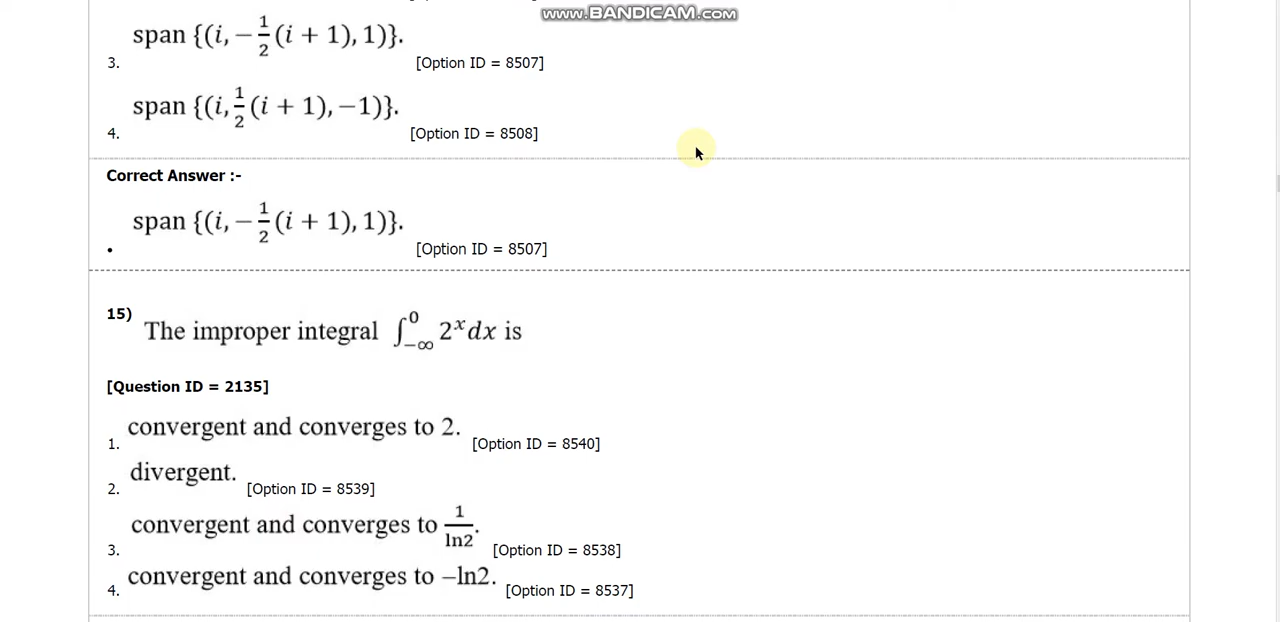 www.BANDICAM.com
span {(i, −1/2(i + 1), 1)}.
3. [Option ID = 8507]
span {(i, 1/2(i + 1), −1)}.
4. [Option ID = 8508]
Correct Answer :-
span {(i, −1/2(i + 1), 1)}.
• [Option ID = 8507]
15) The improper integral ∫_{−∞}^{0} 2^x dx is
[Question ID = 2135]
1. convergent and converges to 2. [Option ID = 8540]
2. divergent. [Option ID = 8539]
3. convergent and converges to 1/ln2. [Option ID = 8538]
4. convergent and converges to −ln2. [Option ID = 8537]